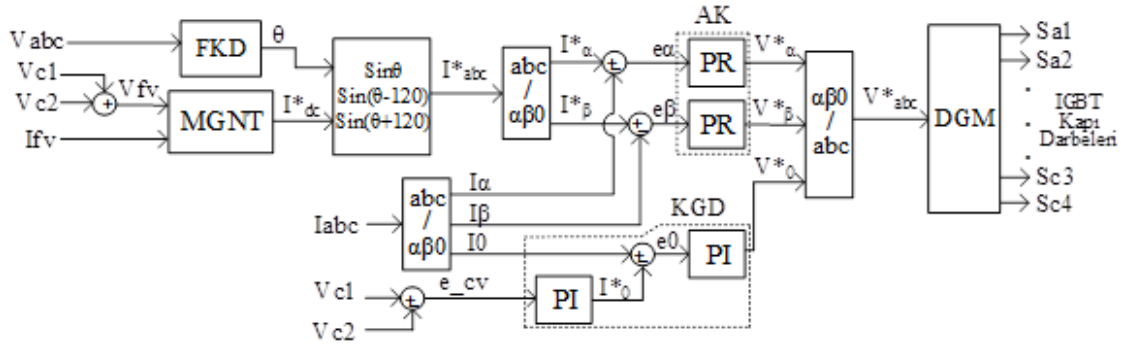 Vabc
FKD
θ
Vc1
Vc2
Vfv
+
Ifv
MGNT
I*dc
Sinθ
Sin(θ-120)
Sin(θ+120)
I*abc
abc
/
αβ0
I*α
I*β
eα
eβ
AK
PR
PR
V*α
V*β
V*0
αβ0
/
abc
V*abc
DGM
Sa1
Sa2
IGBT
Kapı
Darbeleri
Sc3
Sc4
Iabc
abc
/
αβ0
Iα
Iβ
I0
KGD
e0
PI
Vc1
Vc2
e_cv
PI
I*0